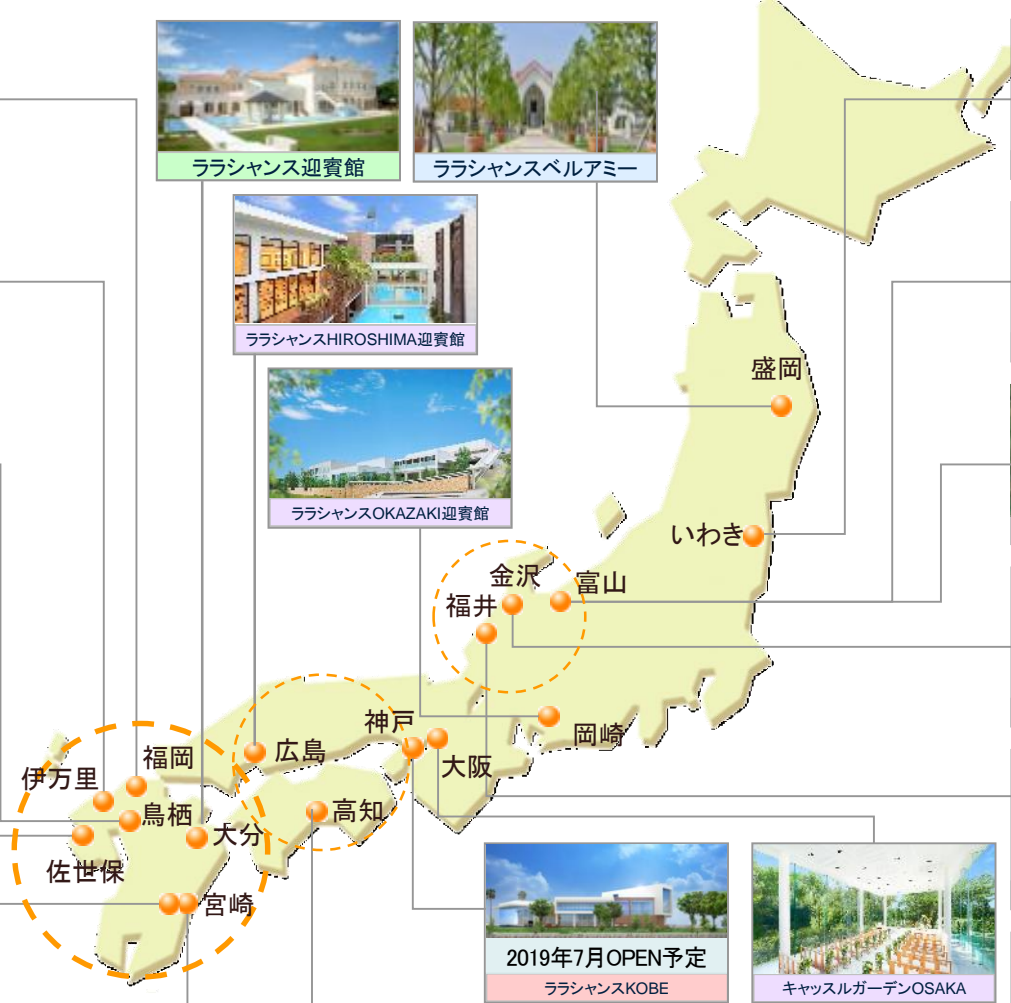 ララシャンス迎賓館
ララシャンスベルアミー
ララシャンスHIROSHIMA迎賓館
ララシャンスOKAZAKI迎賓館
盛岡
いわき
金沢
富山
福井
岡崎
神戸
大阪
広島
高知
福岡
伊万里
鳥栖
大分
佐世保
宮崎
2019年7月OPEN予定
ララシャンスKOBE
キャッスルガーデンOSAKA